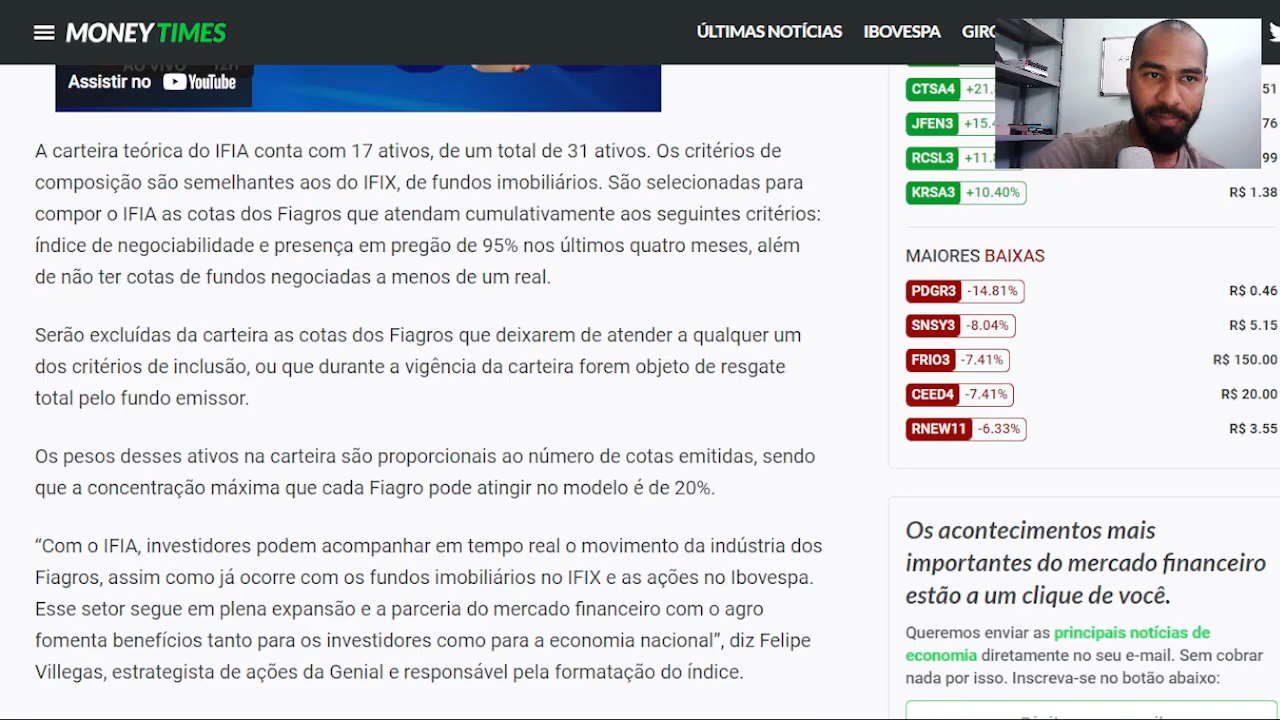 MONEY TIMES
ÚLTIMAS NOTÍCIAS IBOVESPA
Assistir no YouTube
A carteira teórica do IFIA conta com 17 ativos, de um total de 31 ativos. Os critérios de
composição são semelhantes aos do IFIX, de fundos imobiliários. São selecionadas para
compor o IFIA as cotas dos Fiagros que atendam cumulativamente aos seguintes critérios:
índice de negociabilidade e presença em pregão de 95% nos últimos quatro meses, além
de não ter cotas de fundos negociadas a menos de um real.
Serão excluídas da carteira as cotas dos Fiagros que deixarem de atender a qualquer um
dos critérios de inclusão, ou que durante a vigência da carteira forem objeto de resgate
total pelo fundo emissor.
Os pesos desses ativos na carteira são proporcionais ao número de cotas emitidas, sendo
que a concentração máxima que cada Fiagro pode atingir no modelo é de 20%.
“Com o IFIA, investidores podem acompanhar em tempo real o movimento da indústria dos
Fiagros, assim como já ocorre com os fundos imobiliários no IFIX e as ações no Ibovespa.
Esse setor segue em plena expansão e a parceria do mercado financeiro com o agro
fomenta benefícios tanto para os investidores como para a economia nacional”, diz Felipe
Villegas, estrategista de ações da Genial e responsável pela formatação do índice.
CTSA4 +21. 51
JFEN3 +15.4 76
RCSL3 +11. 99
KRSA3 +10.40% R$ 1.38
MAIORES BAIXAS
PDGR3 -14.81% R$ 0.46
SNSY3 -8.04% R$ 5.15
FRIO3 -7.41% R$ 150.00
CEED4 -7.41% R$ 20.00
RNEW11 -6.33% R$ 3.55
Os acontecimentos mais
importantes do mercado financeiro
estão a um clique de você.
Queremos enviar as principais notícias de
economia diretamente no seu e-mail. Sem cobrar
nada por isso. Inscreva-se no botão abaixo: